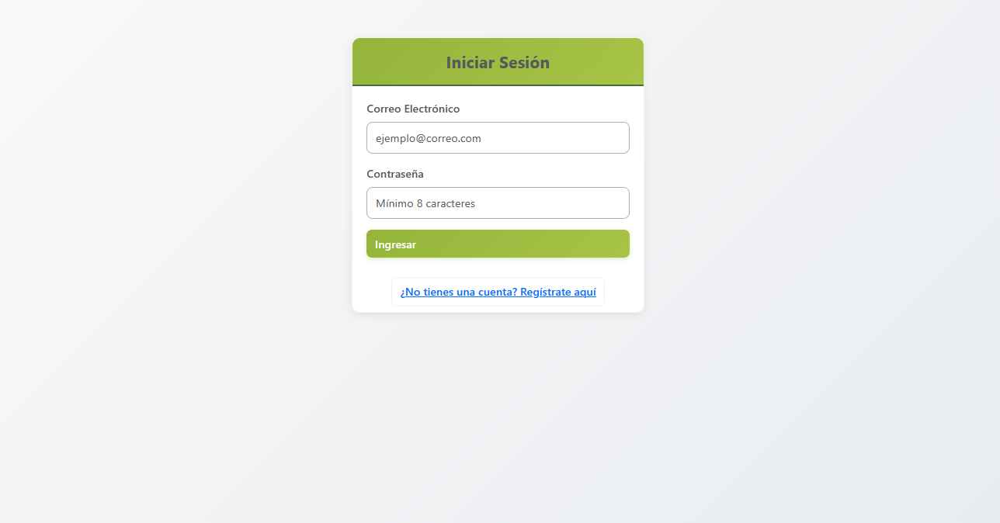 Iniciar Sesión
Correo Electrónico
ejemplo@correo.com
Contraseña
Mínimo 8 caracteres
Ingresar
¿No tienes una cuenta? Regístrate aquí